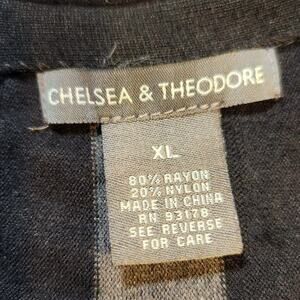 CHELSEA & THEODORE
XL
80% RAYON
20% NYLON
MADE IN CHINA
RN 93178
SEE REVERSE
FOR CARE